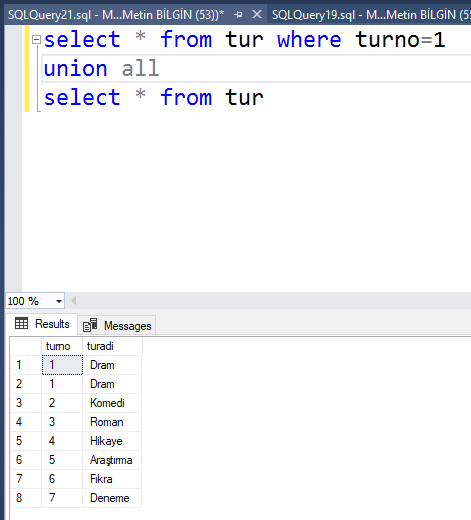 SQLQuery21.sql - M...Metin BİLGİN (53))* SQLQuery19.sql - M...Metin BİLGİN
select * from tur where turno=1
union all
select * from tur
100 %
Results Messages
turno turadi
1 1 Dram
2 1 Dram
3 2 Komedi
4 3 Roman
5 4 Hikaye
6 5 Araştırma
7 6 Fıkra
8 7 Deneme